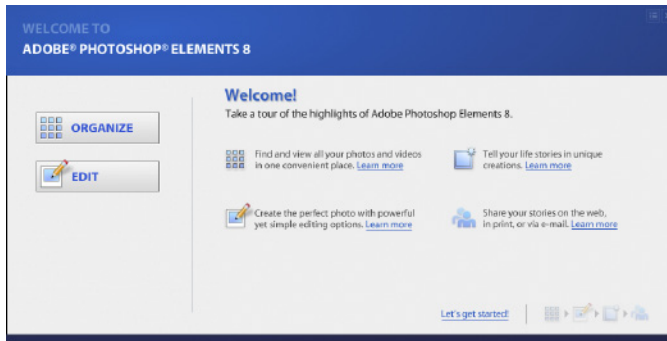 WELCOME TO
ADOBE® PHOTOSHOP® ELEMENTS 8
ORGANIZE
EDIT
Welcome!
Take a tour of the highlights of Adobe Photoshop Elements 8.
Find and view all your photos and videos
in one convenient place. Learn more
Tell your life stories in unique
creations. Learn more
Create the perfect photo with powerful
yet simple editing options. Learn more
Share your stories on the web,
in print, or via e-mail. Learn more
Let's get started!